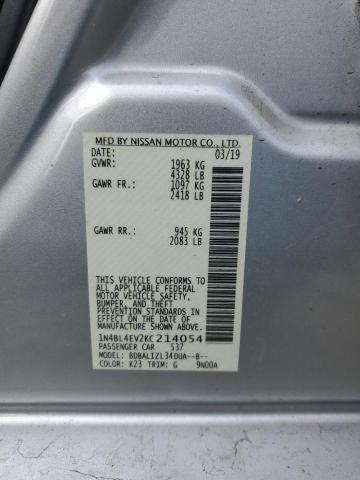 MFD BY NISSAN MOTOR CO., LTD.
DATE: 03/19
GVWR: 1963 KG
4328 LB
GAWR FR.: 1097 KG
2418 LB
GAWR RR.: 945 KG
2083 LB
THIS VEHICLE CONFORMS TO
ALL APPLICABLE FEDERAL
MOTOR VEHICLE SAFETY,
BUMPER, AND THEFT
PREVENTION STANDARDS IN
EFFECT ON THE DATE OF
MANUFACTURE SHOWN ABOVE.
1N4BL4EV2KC214054
PASSENGER CAR 537
MODEL: BDBALIZL34DUA--B--
COLOR: K23 TRIM: G 9N00A